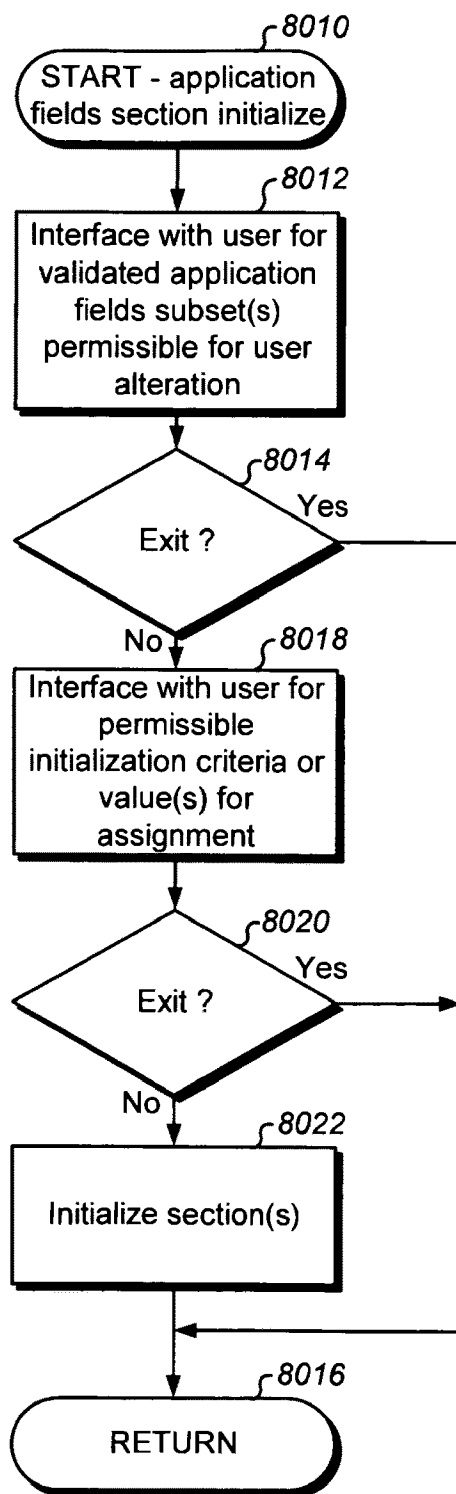 8010
START - application
fields section initialize
8012
Interface with user for
validated application
fields subset(s)
permissible for user
alteration
8014
Yes
Exit ?
No
8018
Interface with user for
permissible
initialization criteria or
value(s) for
assignment
8020
Yes
Exit ?
No
8022
Initialize section(s)
8016
RETURN